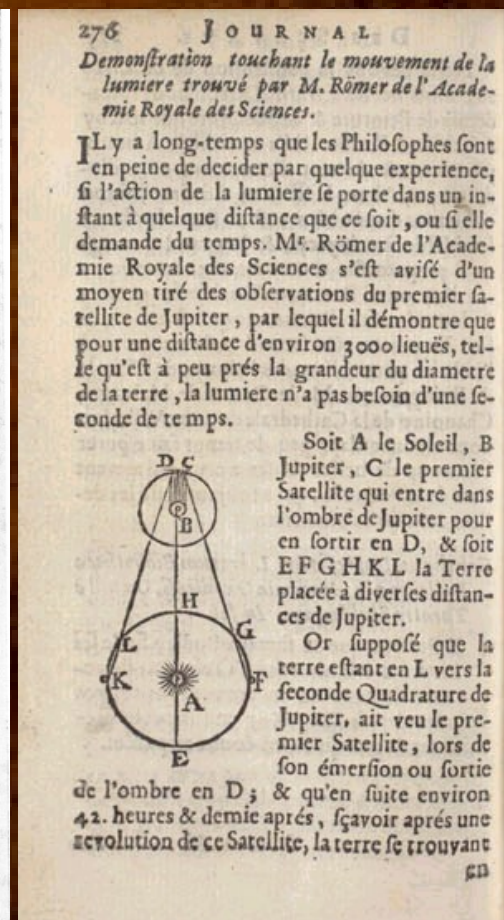 276 JOURNAL
Demonſtration touchant le mouvement de la
lumiere trouvé par M. Römer de l'Acade-
mie Royale des Sciences.
IL y a long-temps que les Philoſophes ſont
en peine de decider par quelque experience,
ſi l'action de la lumiere ſe porte dans un in-
ſtant à quelque diſtance que ce ſoit, ou ſi elle
demande du temps. Mr. Römer de l'Acade-
mie Royale des Sciences s'eſt aviſé d'un
moyen tiré des obſervations du premier ſa-
tellite de Jupiter, par lequel il démontre que
pour une diſtance d'environ 3000 lieuës, tel-
le qu'eſt à peu prés la grandeur du diametre
de la terre, la lumiere n'a pas beſoin d'une ſe-
conde de temps.
Soit A le Soleil, B
Jupiter, C le premier
Satellite qui entre dans
l'ombre de Jupiter pour
en ſortir en D, & ſoit
E F G H K L la Terre
placée à diverſes diſtan-
ces de Jupiter.
Or ſuppoſé que la
terre eſtant en L vers la
ſeconde Quadrature de
Jupiter, ait veu le pre-
mier Satellite, lors de
ſon émerſion ou ſortie
D C
B
H
G
L
K
F
A
E
de l'ombre en D; & qu'en ſuite environ
42. heures & demie aprés, ſçavoir aprés une
revolution de ce Satellite, la terre ſe trouvant
en